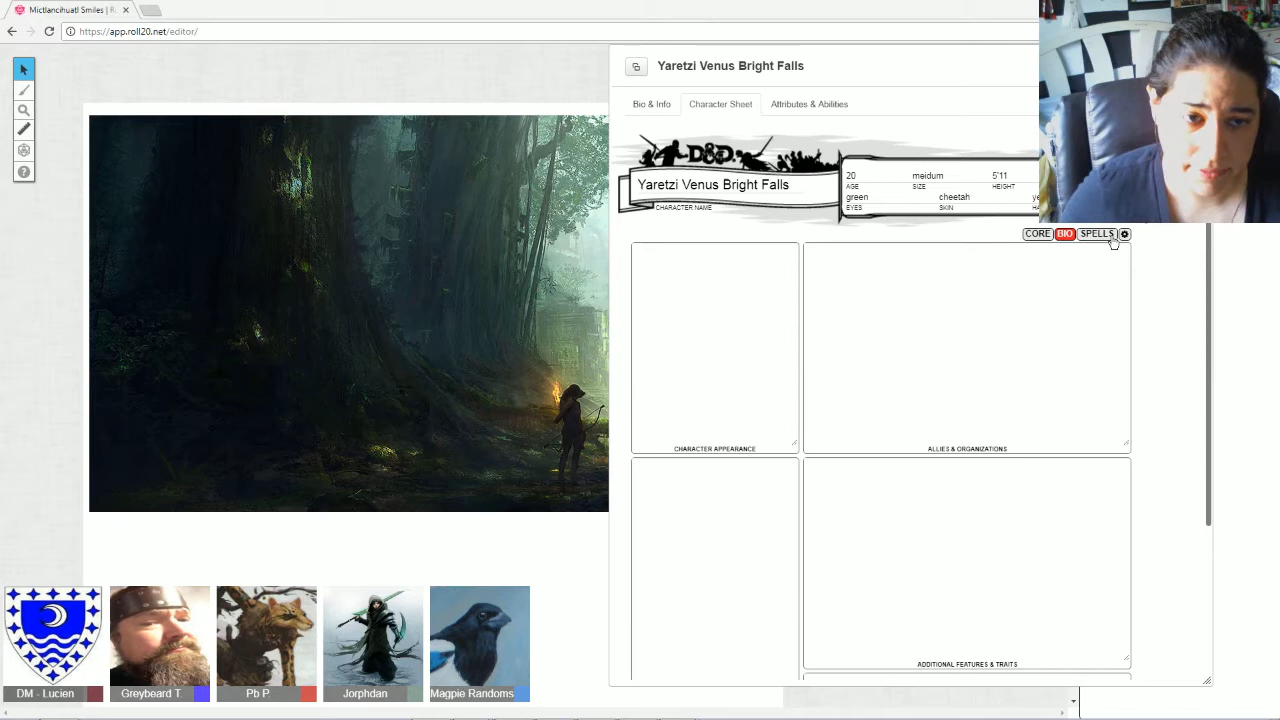 Mictlancihuatl Smiles | R
https://app.roll20.net/editor/
Yaretzi Venus Bright Falls
Bio & Info
Character Sheet
Attributes & Abilities
D&D
Yaretzi Venus Bright Falls
CHARACTER NAME
20 meidum 5'11
AGE SIZE HEIGHT
green cheetah
EYES SKIN
CORE BIO SPELLS
CHARACTER APPEARANCE
ALLIES & ORGANIZATIONS
ADDITIONAL FEATURES & TRAITS
DM - Lucien
Greybeard T.
Pb P.
Jorphdan
Magpie Randoms